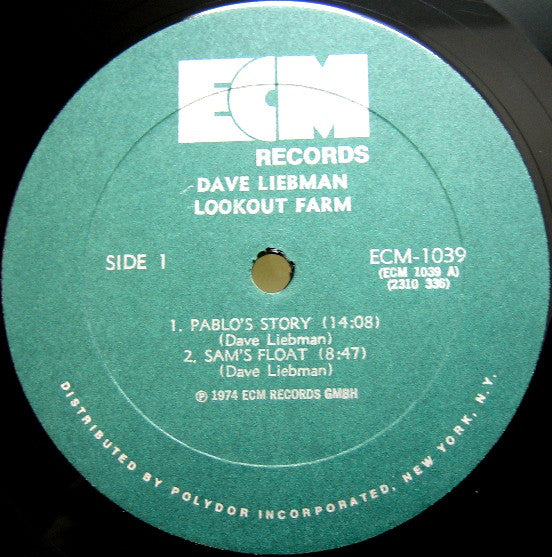 ECM
RECORDS
DAVE LIEBMAN
LOOKOUT FARM
SIDE 1
ECM-1039
(ECM 1039 A)
(2310 336)
1. PABLO'S STORY (14:08)
(Dave Liebman)
2. SAM'S FLOAT (8:47)
(Dave Liebman)
℗ 1974 ECM RECORDS GMBH
DISTRIBUTED BY POLYDOR INCORPORATED, NEW YORK, N.Y.